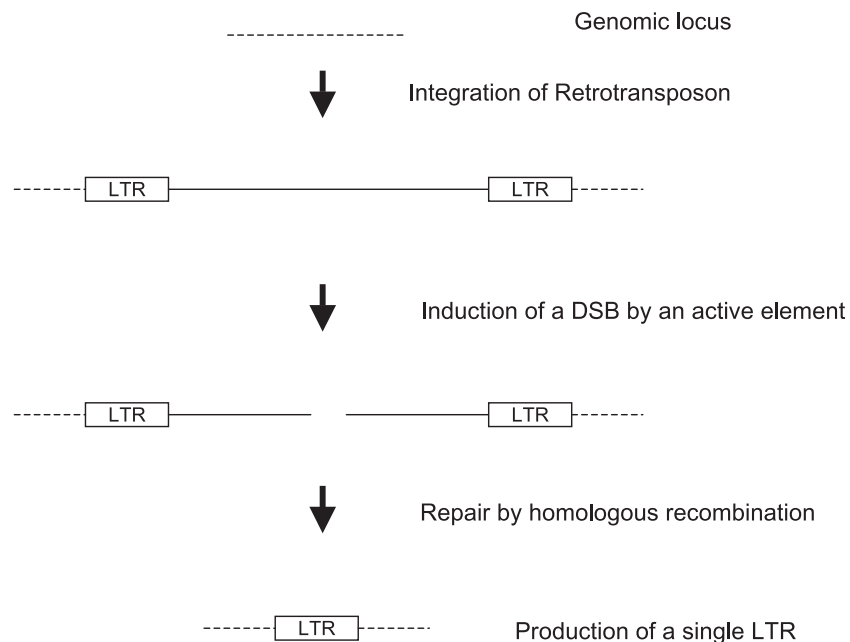 Genomic locus
Integration of Retrotransposon
LTR LTR
Induction of a DSB by an active element
LTR LTR
Repair by homologous recombination
LTR
Production of a single LTR